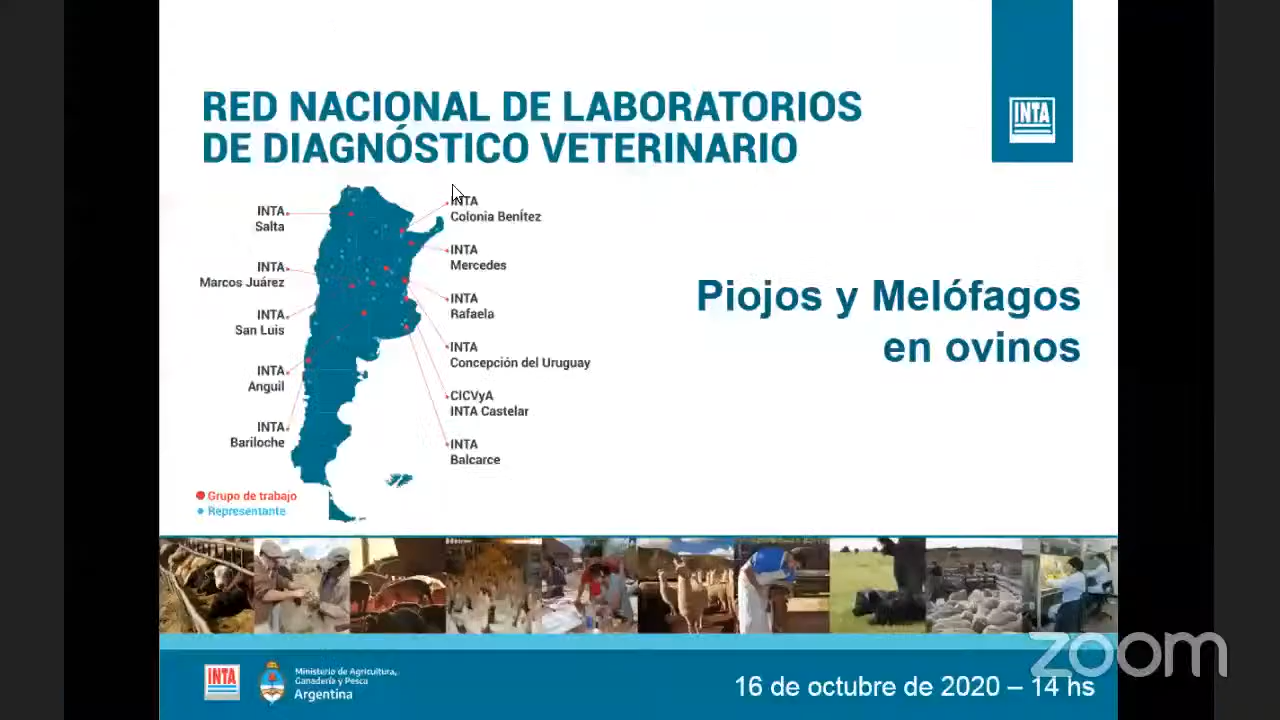 RED NACIONAL DE LABORATORIOS
DE DIAGNÓSTICO VETERINARIO
INTA
INTA
Salta
INTA
Marcos Juárez
INTA
San Luis
INTA
Anguil
INTA
Bariloche
INTA
Colonia Benítez
INTA
Mercedes
INTA
Rafaela
INTA
Concepción del Uruguay
CICVyA
INTA Castelar
INTA
Balcarce
Grupo de trabajo
Representante
Piojos y Melófagos
en ovinos
INTA
Ministerio de Agricultura,
Ganadería y Pesca
Argentina
16 de octubre de 2020 – 14 hs
zoom